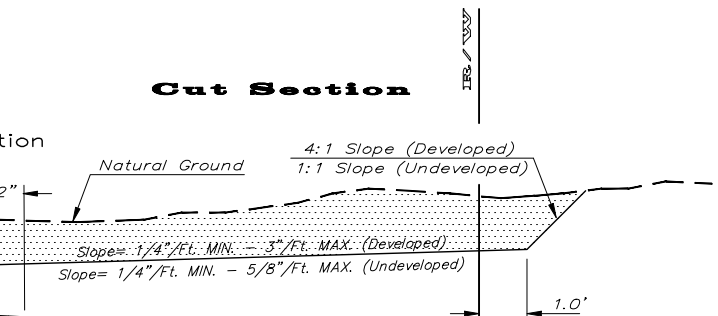 R/W
Cut Section
tion
4:1 Slope (Developed)
1:1 Slope (Undeveloped)
Natural Ground
2"
Slope= 1/4"/Ft. MIN. - 3"/Ft. MAX. (Developed)
Slope= 1/4"/Ft. MIN. - 5/8"/Ft. MAX. (Undeveloped)
1.0'